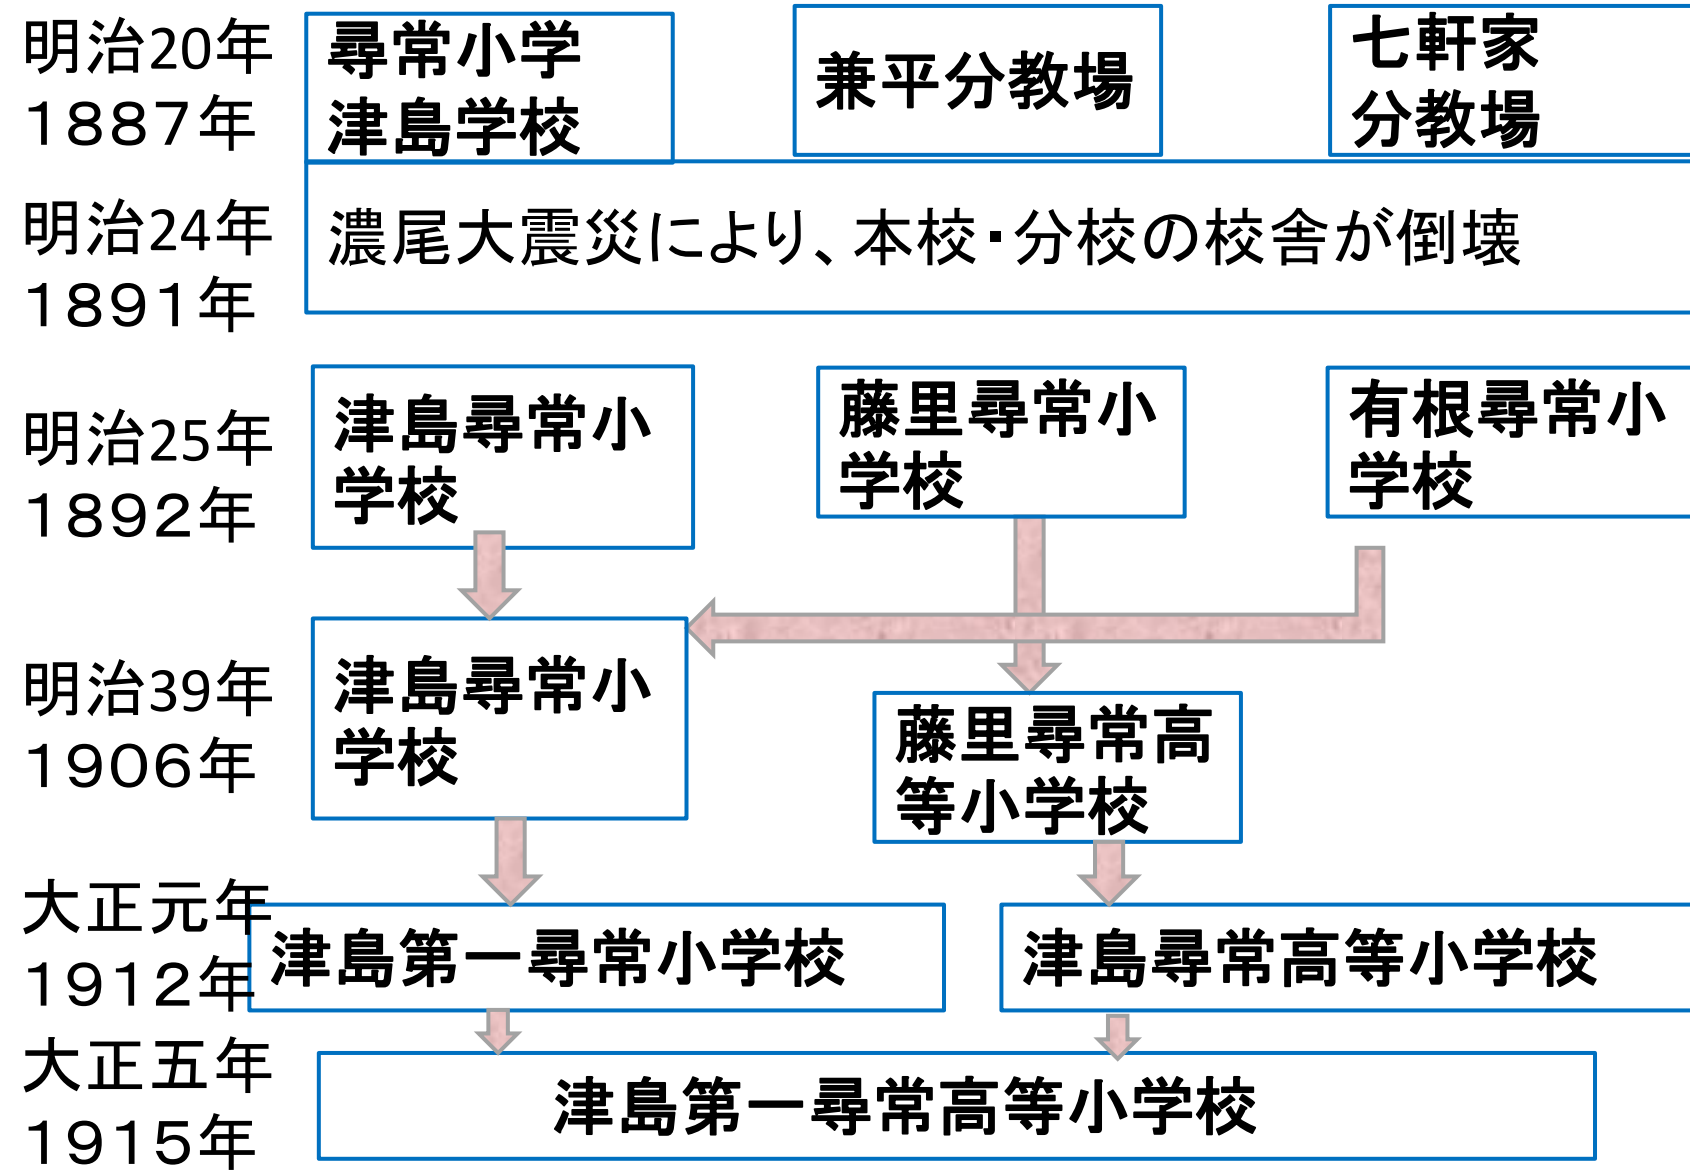 明治20年
1887年
尋常小学
津島学校
兼平分教場
七軒家
分教場
明治24年
1891年
濃尾大震災により、本校・分校の校舎が倒壊
明治25年
1892年
津島尋常小
学校
藤里尋常小
学校
有根尋常小
学校
明治39年
1906年
津島尋常小
学校
藤里尋常高
等小学校
大正元年
1912年
津島第一尋常小学校
津島尋常高等小学校
大正五年
1915年
津島第一尋常高等小学校